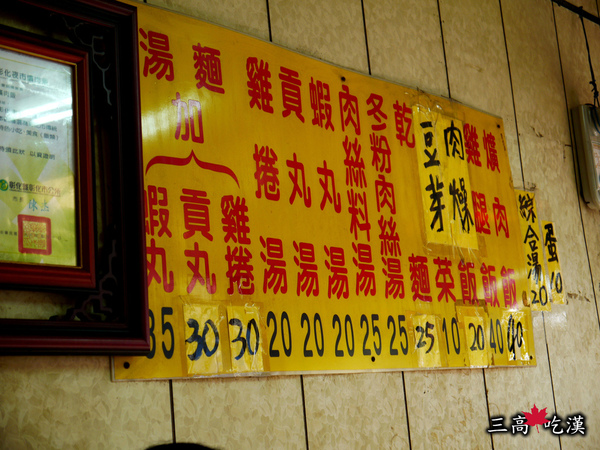 湯麵加
蝦丸 35
貢丸 30
雞捲 30
雞捲湯 20
貢丸湯 20
蝦丸湯 20
肉絲料湯 25
冬粉肉絲湯 25
乾麵 25
豆芽菜 10
肉燥飯 20
雞腿飯 40
爌肉飯 40
綜合湯 20
蛋 10
三高吃漢